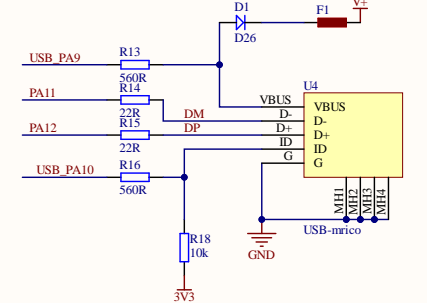 D1
F1
V+
D26
R13
USB_PA9
560R
U4
R14
PA11
22R
VBUS
VBUS
DM
D-
D-
R15
PA12
22R
DP
D+
D+
ID
ID
R16
USB_PA10
560R
G
G
MH1
MH2
MH3
MH4
USB-mrico
R18
10k
GND
3V3